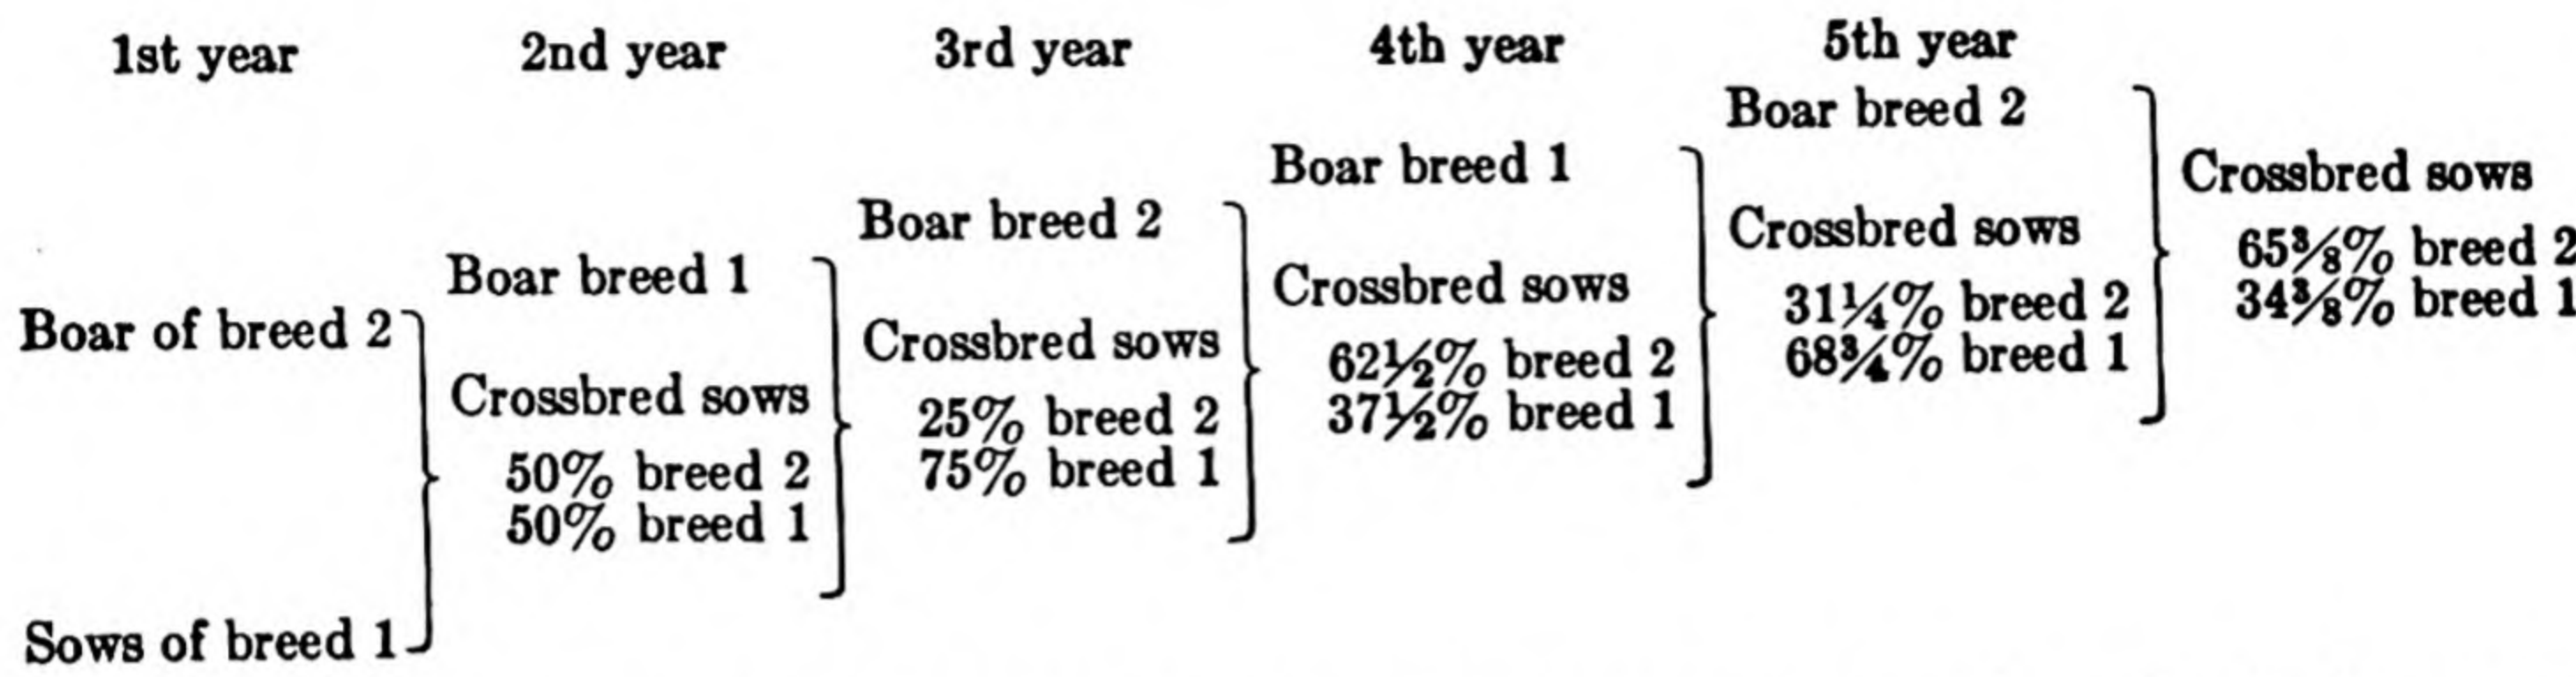 1st year
2nd year
3rd year
4th year
5th year
Boar of breed 2
Sows of breed 1
Boar breed 1
Crossbred sows
50% breed 2
50% breed 1
Boar breed 2
Crossbred sows
25% breed 2
75% breed 1
Boar breed 1
Crossbred sows
62½% breed 2
37½% breed 1
Boar breed 2
Crossbred sows
31¼% breed 2
68¾% breed 1
Crossbred sows
65⅜% breed 2
34⅜% breed 1